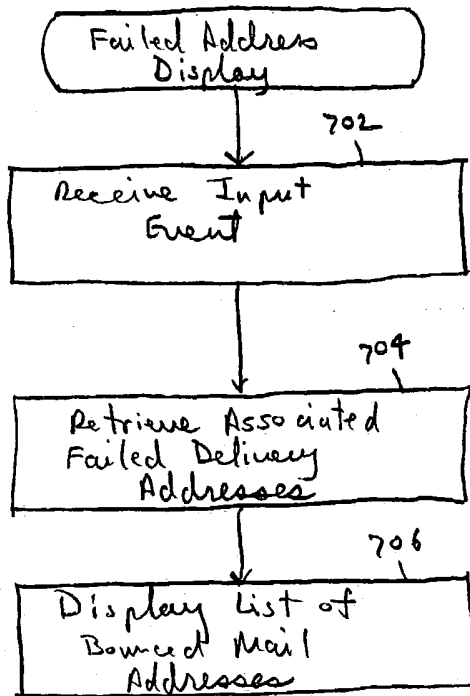 Failed Address
Display
702
Receive Input
Event
704
Retrieve Associated
Failed Delivery
Addresses
706
Display List of
Bounced Mail
Addresses